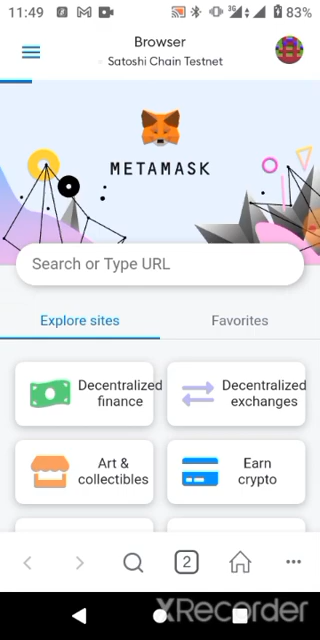 11:49
3G
83%
Browser
Satoshi Chain Testnet
METAMASK
Search or Type URL
Explore sites
Favorites
Decentralized
finance
Decentralized
exchanges
Art &
collectibles
Earn
crypto
2
XRecorder